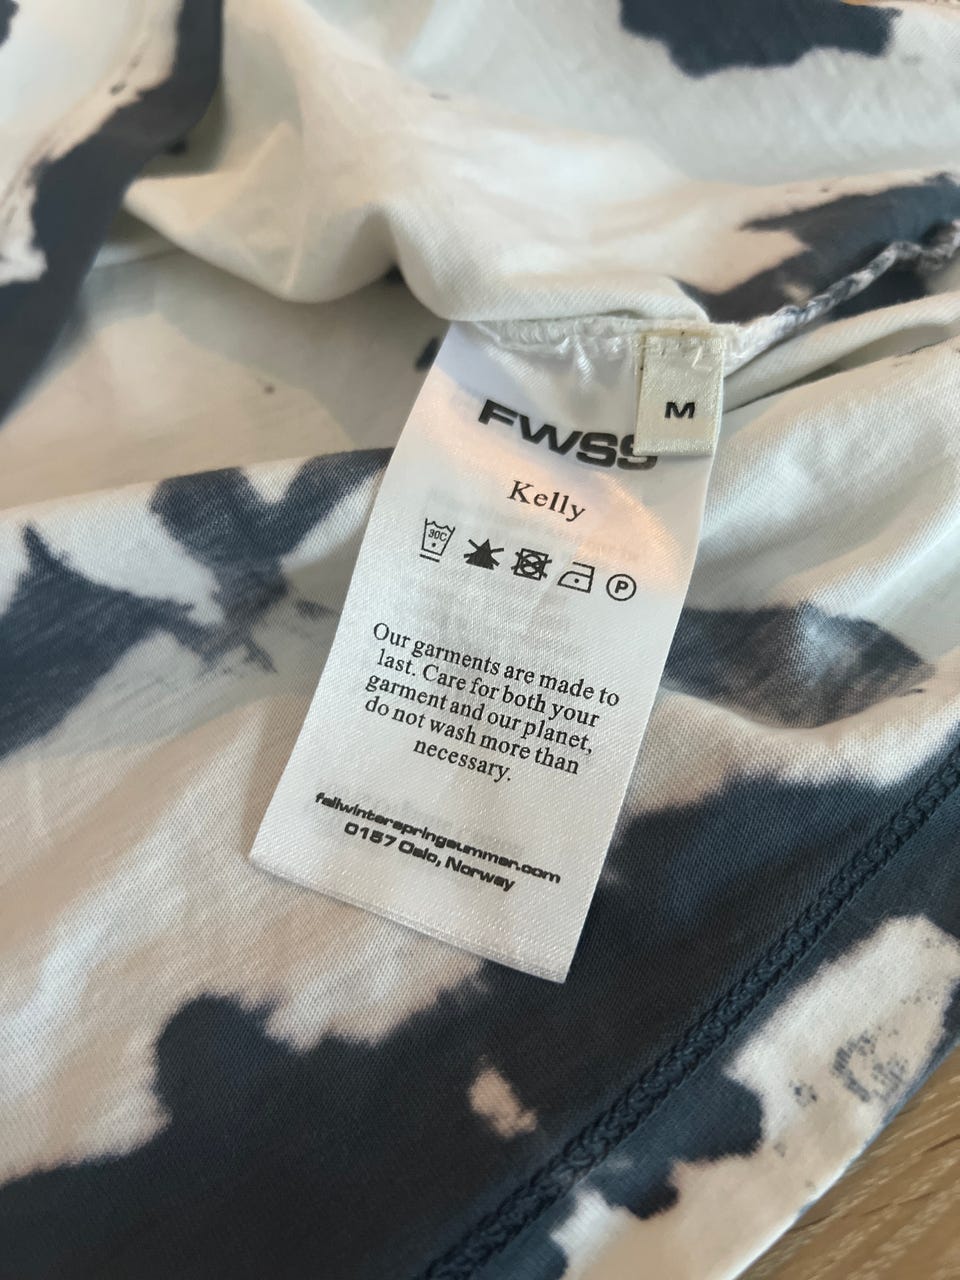 FWSS
M
Kelly
30C
P
Our garments are made to
last. Care for both your
garment and our planet,
do not wash more than
necessary.
fallwinterspringsummer.com
0157 Oslo, Norway